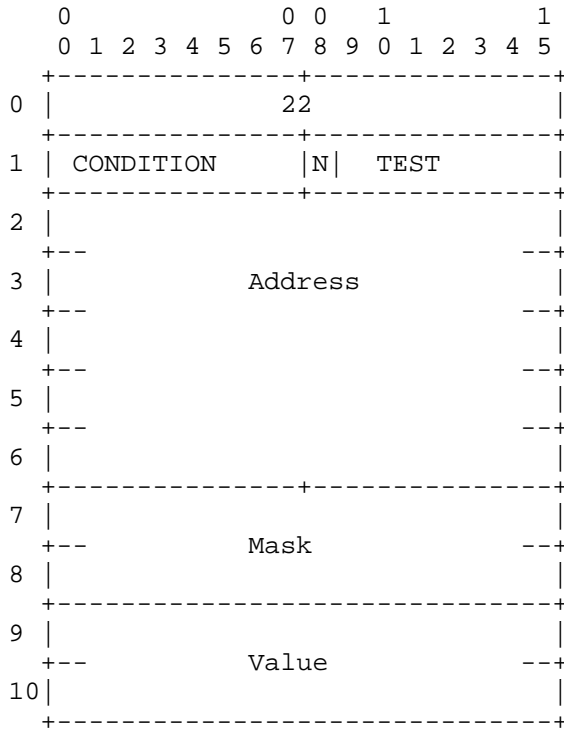 0 0 0 1 1
0 1 2 3 4 5 6 7 8 9 0 1 2 3 4 5
+---------------+---------------+
0 | 22 |
+---------------+---------------+
1 | CONDITION |N| TEST |
+---------------+---------------+
2 | |
+-- --+
3 | Address |
+-- --+
4 | |
+-- --+
5 | |
+-- --+
6 | |
+---------------+---------------+
7 | |
+-- Mask --+
8 | |
+-------------------------------+
9 | |
+-- Value --+
10| |
+-------------------------------+